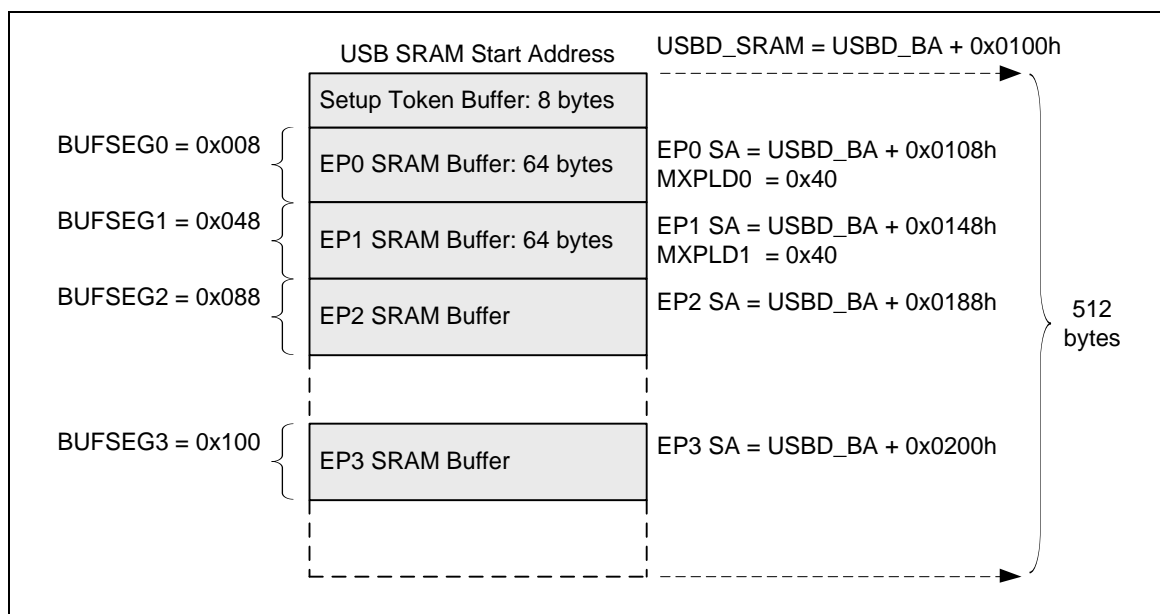 USB SRAM Start Address
USBD_SRAM = USBD_BA + 0x0100h
Setup Token Buffer: 8 bytes
BUFSEG0 = 0x008
EP0 SRAM Buffer: 64 bytes
EP0 SA = USBD_BA + 0x0108h
MXPLD0 = 0x40
BUFSEG1 = 0x048
EP1 SRAM Buffer: 64 bytes
EP1 SA = USBD_BA + 0x0148h
MXPLD1 = 0x40
BUFSEG2 = 0x088
EP2 SRAM Buffer
EP2 SA = USBD_BA + 0x0188h
512
bytes
BUFSEG3 = 0x100
EP3 SRAM Buffer
EP3 SA = USBD_BA + 0x0200h